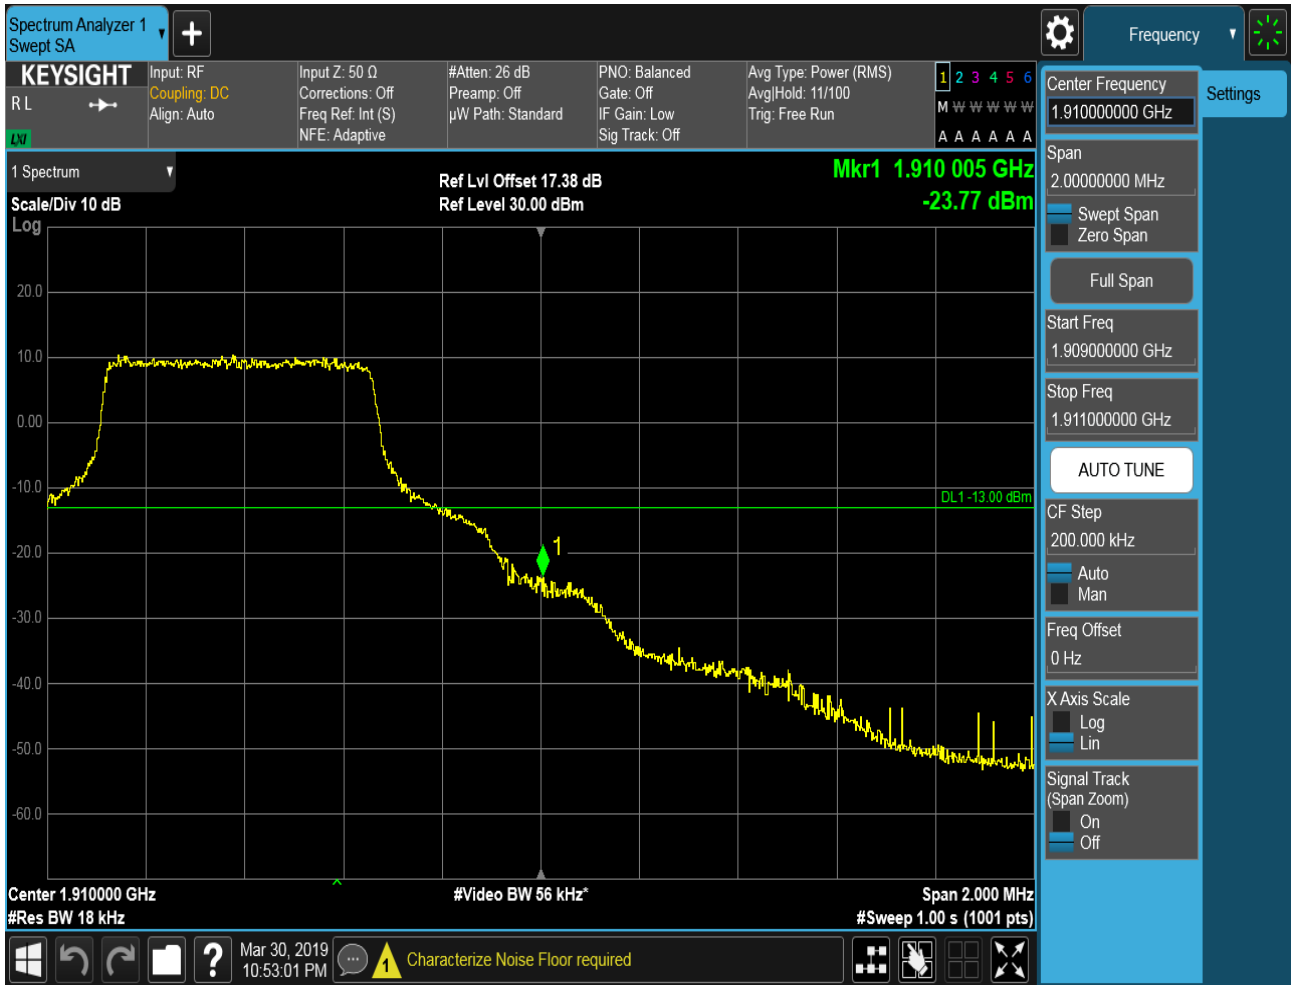 Spectrum Analyzer 1
Swept SA
Frequency
KEYSIGHT
R L
LXI
Input: RF
Coupling: DC
Align: Auto
Input Z: 50 Ω
Corrections: Off
Freq Ref: Int (S)
NFE: Adaptive
#Atten: 26 dB
Preamp: Off
µW Path: Standard
PNO: Balanced
Gate: Off
IF Gain: Low
Sig Track: Off
Avg Type: Power (RMS)
Avg|Hold: 11/100
Trig: Free Run
1 2 3 4 5 6
M W W W W W
A A A A A A
1 Spectrum
Scale/Div 10 dB
Log
Ref Lvl Offset 17.38 dB
Ref Level 30.00 dBm
Mkr1 1.910 005 GHz
-23.77 dBm
20.0
10.0
0.00
-10.0
-20.0
-30.0
-40.0
-50.0
-60.0
DL1 -13.00 dBm
1
Center 1.910000 GHz
#Res BW 18 kHz
#Video BW 56 kHz*
Span 2.000 MHz
#Sweep 1.00 s (1001 pts)
Center Frequency
1.910000000 GHz
Settings
Span
2.00000000 MHz
Swept Span
Zero Span
Full Span
Start Freq
1.909000000 GHz
Stop Freq
1.911000000 GHz
AUTO TUNE
CF Step
200.000 kHz
Auto
Man
Freq Offset
0 Hz
X Axis Scale
Log
Lin
Signal Track
(Span Zoom)
On
Off
?
Mar 30, 2019
10:53:01 PM
1
Characterize Noise Floor required